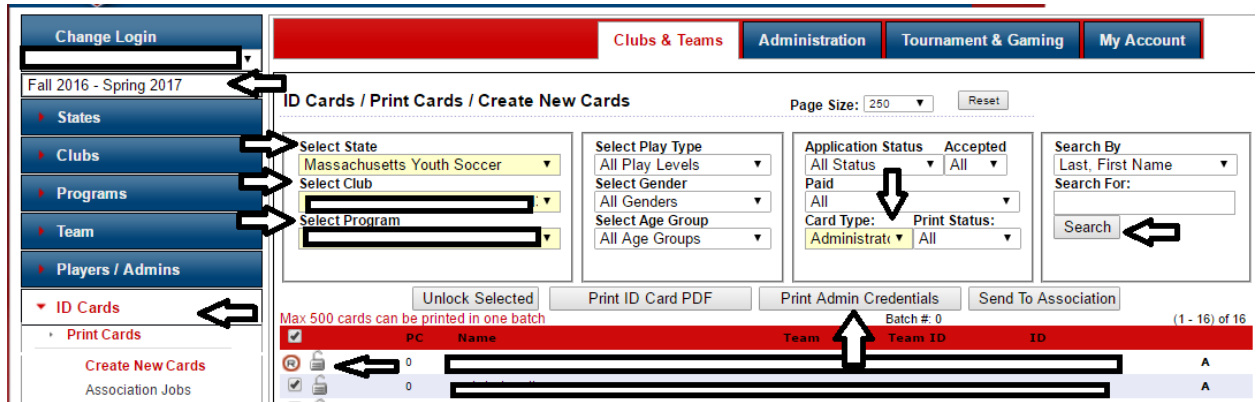 Change Login
Clubs & Teams Administration Tournament & Gaming My Account
Fall 2016 - Spring 2017
States
Clubs
Programs
Team
Players / Admins
ID Cards
Print Cards
Create New Cards
Association Jobs
ID Cards / Print Cards / Create New Cards Page Size: 250 Reset
Select State
Massachusetts Youth Soccer
Select Club
Select Program
Select Play Type
All Play Levels
Select Gender
All Genders
Select Age Group
All Age Groups
Application Status Accepted
All Status All
Paid
All
Card Type: Print Status:
Administrat All
Search By
Last, First Name
Search For:
Search
Unlock Selected Print ID Card PDF Print Admin Credentials Send To Association
Max 500 cards can be printed in one batch Batch #: 0 (1 - 16) of 16
PC Name Team Team ID ID
R 0 A
0 A